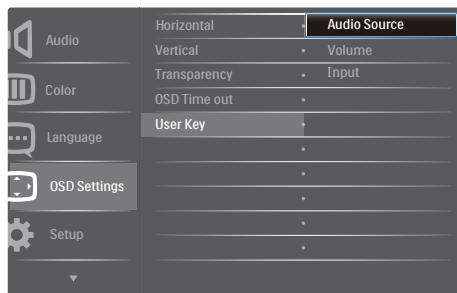 Audio
Color
Language
OSD Settings
Setup
Horizontal
Vertical
Transparency
OSD Time out
User Key
Audio Source
Volume
Input